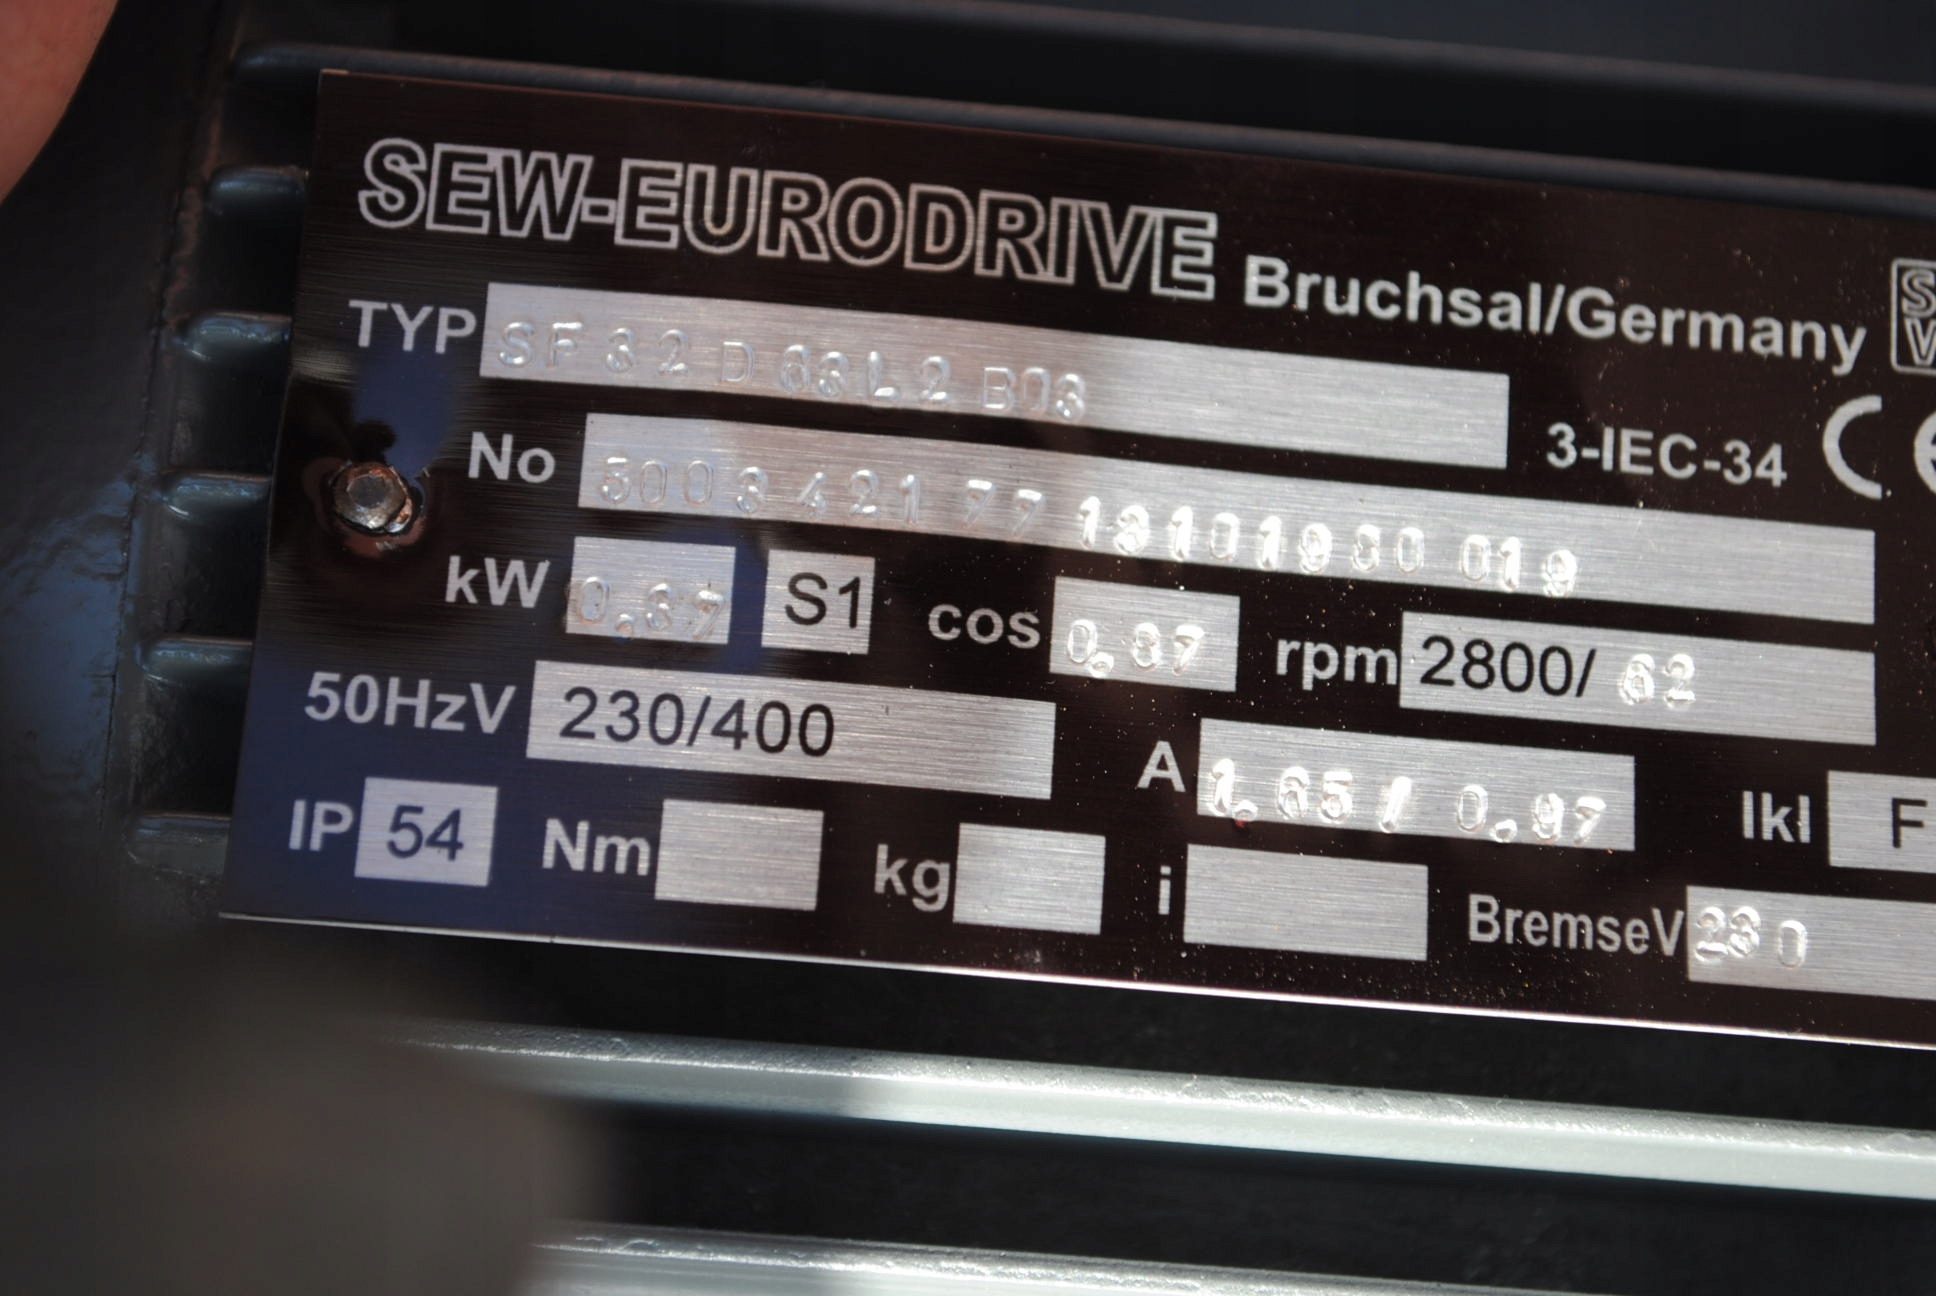 SEW-EURODRIVE Bruchsal/Germany
TYP SF 32 D 63L2 B03
3-IEC-34 CE
No 3003421 77 13101980 019
kW 0.37 S1 cos 0.87 rpm 2800/ 62
50HzV 230/400 A 1.65/ 0.97 Ikl F
IP 54 Nm kg i BremseV 230